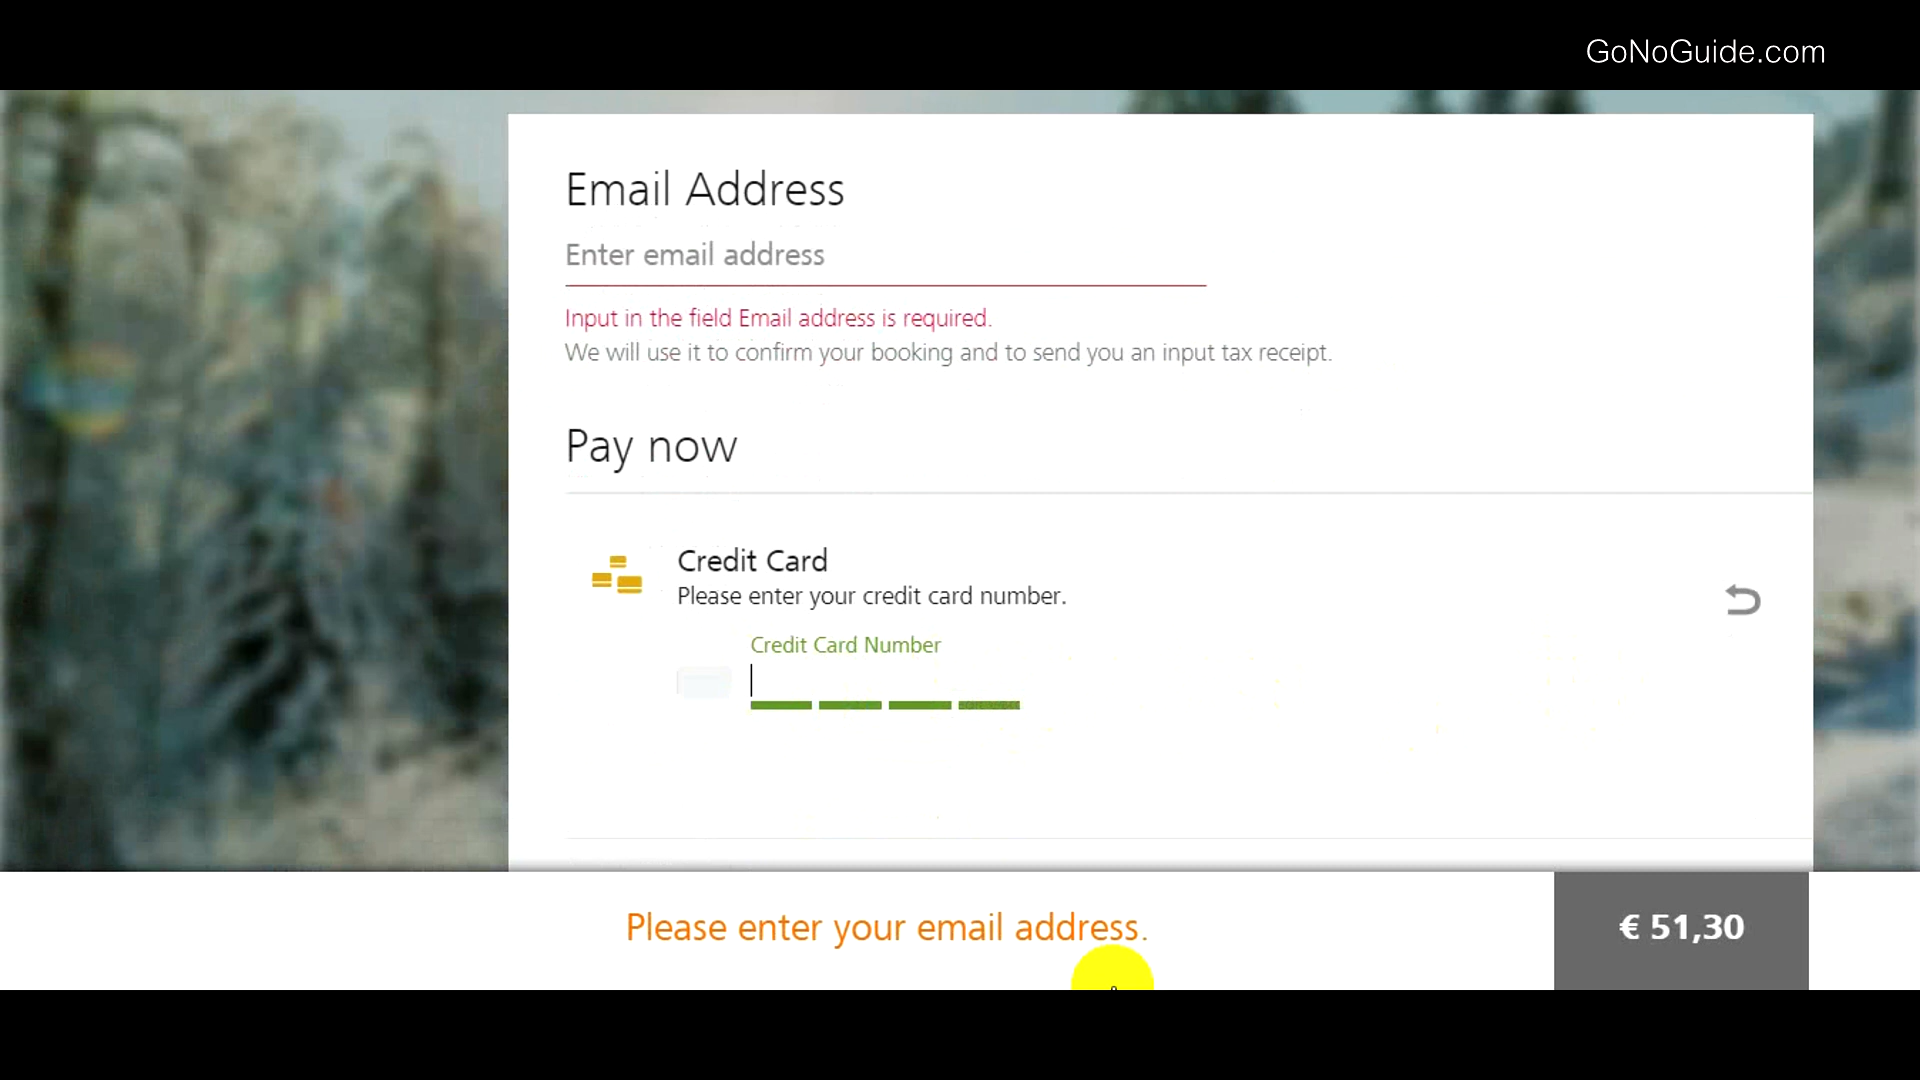 GoNoGuide.com
Email Address
Enter email address
Input in the field Email address is required.
We will use it to confirm your booking and to send you an input tax receipt.
Pay now
Credit Card
Please enter your credit card number.
Credit Card Number
Please enter your email address.
€ 51,30